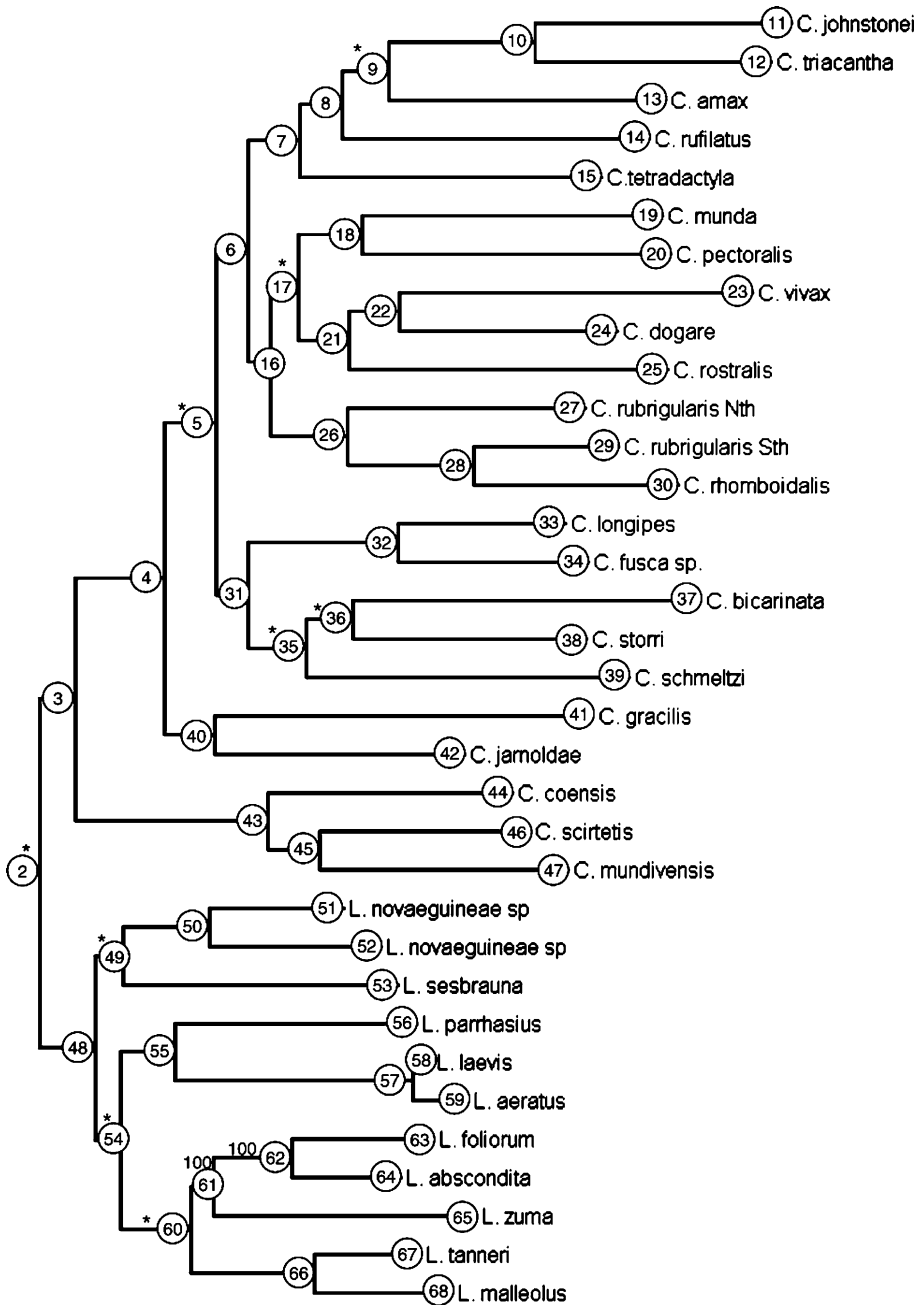 11 C. johnstonei
10
* 9
12 C. triacantha
8
13 C. amax
7
14 C. rufilatus
15 C.tetradactyla
19 C. munda
18
6
20 C. pectoralis
* 17
23 C. vivax
22
24 C. dogare
21
16
25 C. rostralis
27 C. rubrigularis Nth
* 5
26
29 C. rubrigularis Sth
28
30 C. rhomboidalis
33 C. longipes
32
34 C. fusca sp.
4
31
37 C. bicarinata
* 36
38 C. storri
* 35
39 C. schmeltzi
3
41 C. gracilis
40
42 C. jarnoldae
44 C. coensis
43
46 C. scirtetis
45
47 C. mundivensis
* 2
51 L. novaeguineae sp
50
52 L. novaeguineae sp
* 49
53 L. sesbrauna
56 L. parrhasius
48
55
58 L. laevis
57
59 L. aeratus
* 54
63 L. foliorum
100 62
100 61
64 L. abscondita
65 L. zuma
* 60
67 L. tanneri
66
68 L. malleolus